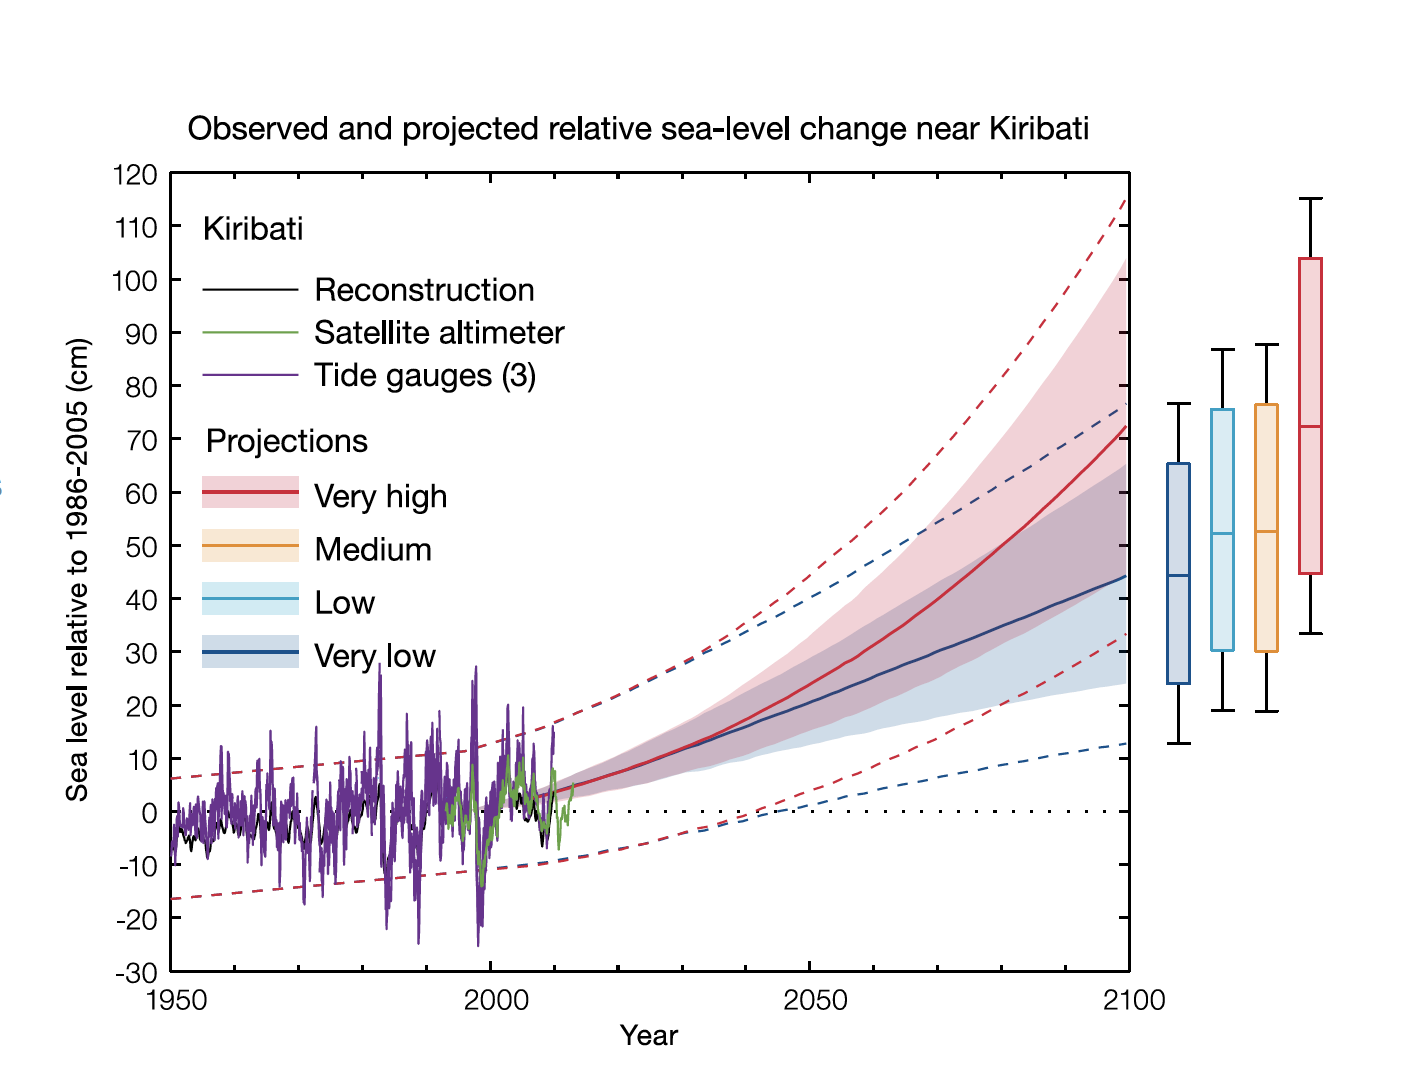 Observed and projected relative sea-level change near Kiribati
120
110
100
90
80
70
60
50
40
30
20
10
0
-10
-20
-30
Sea level relative to 1986-2005 (cm)
Kiribati
Reconstruction
Satellite altimeter
Tide gauges (3)
Projections
Very high
Medium
Low
Very low
1950
2000
2050
2100
Year